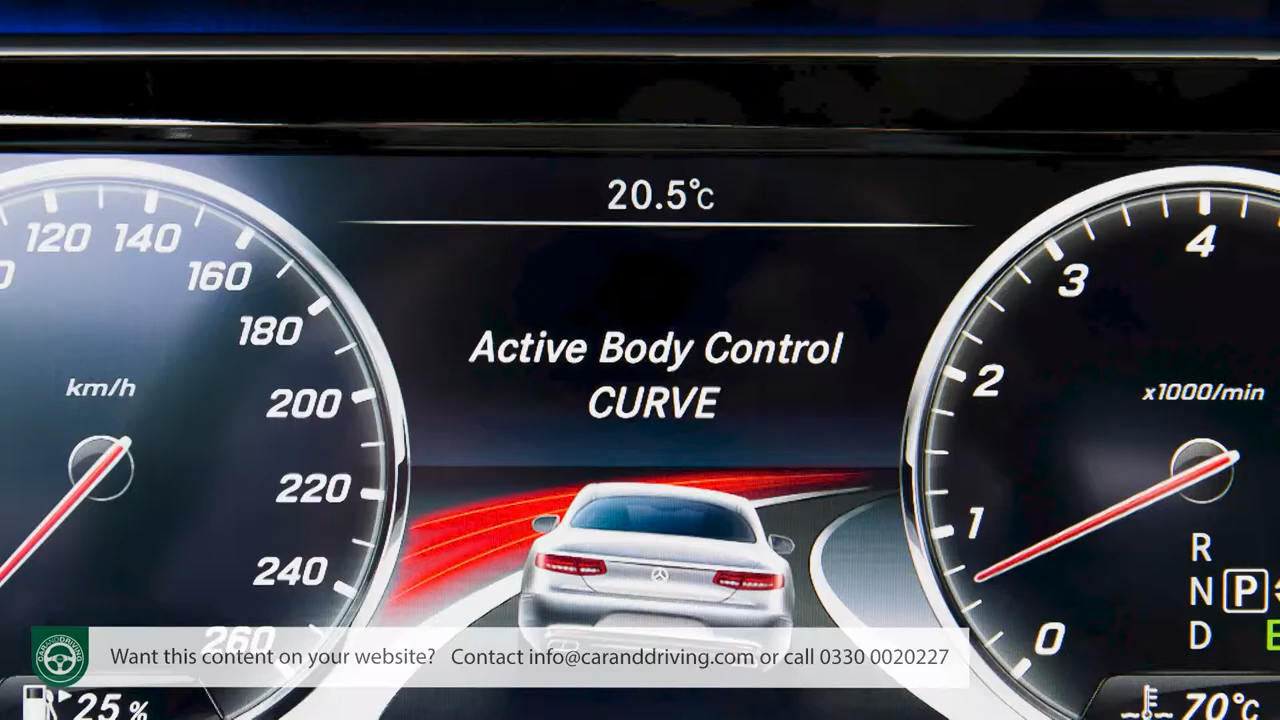 20.5°C
120 140
160
180
200
220
240
260
km/h
Active Body Control
CURVE
4
3
2
1
0
x1000/min
R
N P
D
E
CARANDDRIVING
Want this content on your website? Contact info@caranddriving.com or call 0330 0020227
25 %
70°C